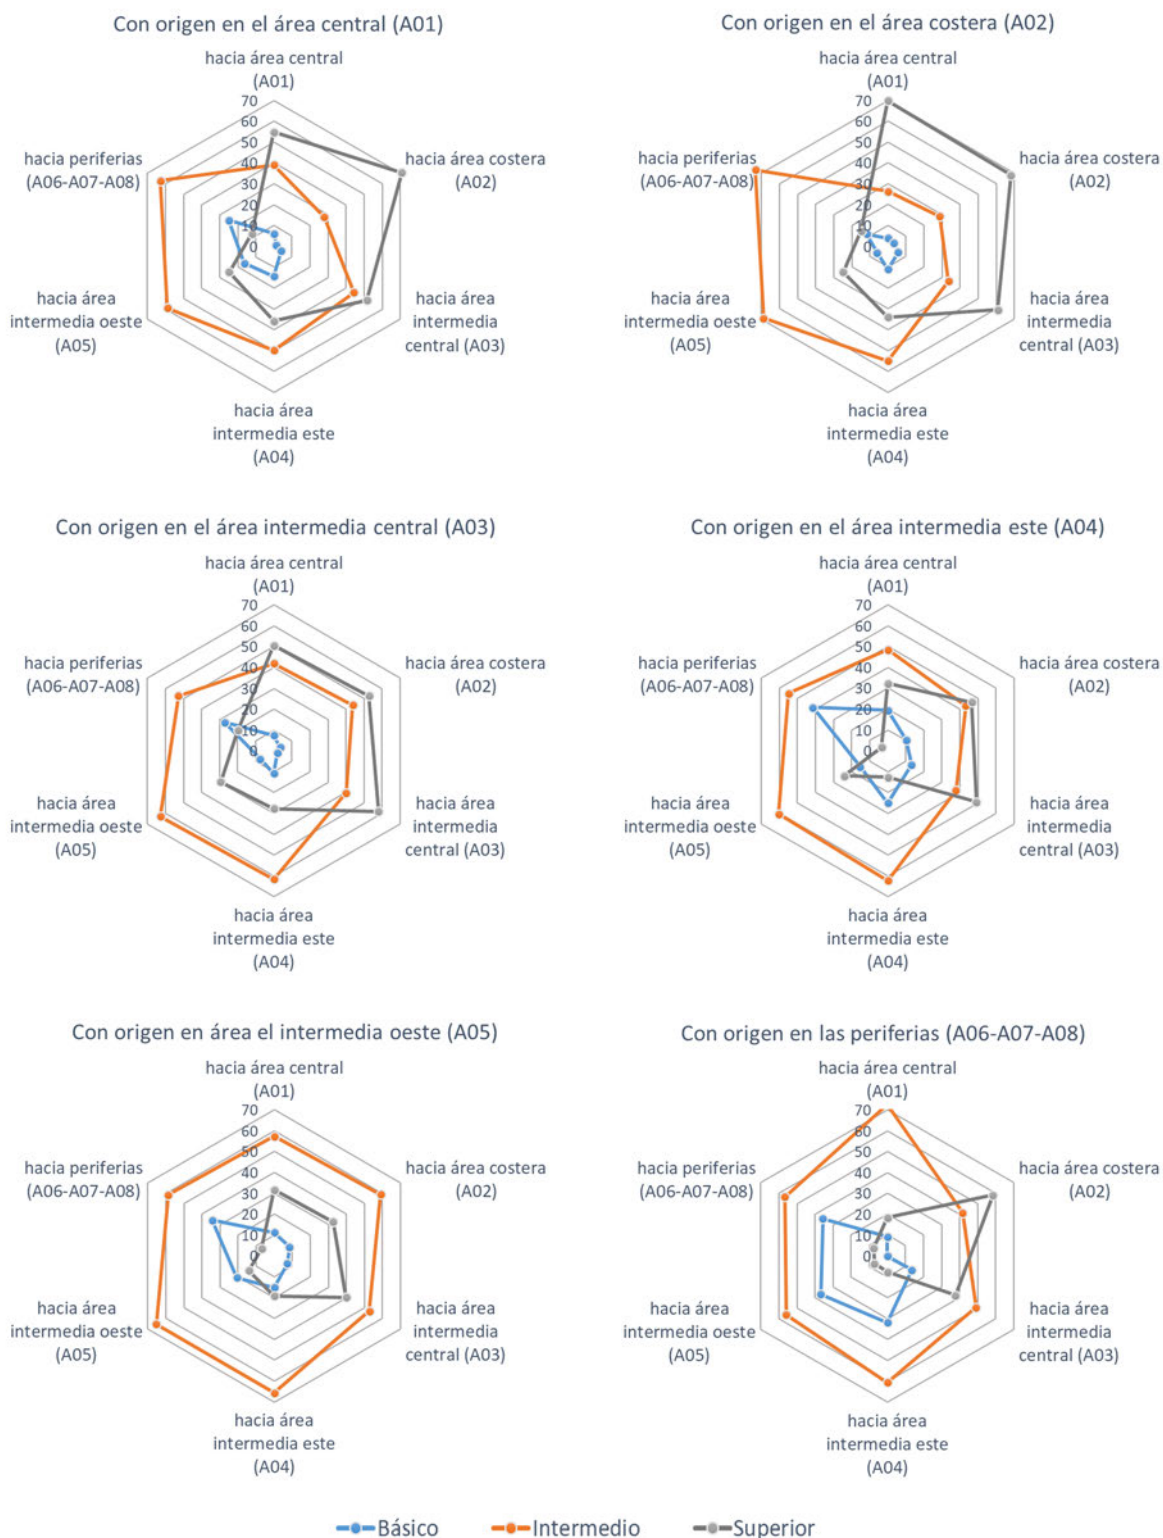 Con origen en el área central (A01)
hacia área central
(A01)
70
60
50
40
30
20
10
0
hacia periferias
(A06-A07-A08)
hacia área costera
(A02)
hacia área
intermedia oeste
(A05)
hacia área
intermedia
central (A03)
hacia área
intermedia este
(A04)
Con origen en el área costera (A02)
hacia área central
(A01)
70
60
50
40
30
20
10
0
hacia periferias
(A06-A07-A08)
hacia área costera
(A02)
hacia área
intermedia oeste
(A05)
hacia área
intermedia
central (A03)
hacia área
intermedia este
(A04)
Con origen en el área intermedia central (A03)
hacia área central
(A01)
70
60
50
40
30
20
10
0
hacia periferias
(A06-A07-A08)
hacia área costera
(A02)
hacia área
intermedia oeste
(A05)
hacia área
intermedia
central (A03)
hacia área
intermedia este
(A04)
Con origen en el área intermedia este (A04)
hacia área central
(A01)
70
60
50
40
30
20
10
0
hacia periferias
(A06-A07-A08)
hacia área costera
(A02)
hacia área
intermedia oeste
(A05)
hacia área
intermedia
central (A03)
hacia área
intermedia este
(A04)
Con origen en área el intermedia oeste (A05)
hacia área central
(A01)
70
60
50
40
30
20
10
0
hacia periferias
(A06-A07-A08)
hacia área costera
(A02)
hacia área
intermedia oeste
(A05)
hacia área
intermedia
central (A03)
hacia área
intermedia este
(A04)
Con origen en las periferias (A06-A07-A08)
hacia área central
(A01)
70
60
50
40
30
20
10
0
hacia periferias
(A06-A07-A08)
hacia área costera
(A02)
hacia área
intermedia oeste
(A05)
hacia área
intermedia
central (A03)
hacia área
intermedia este
(A04)
Básico
Intermedio
Superior